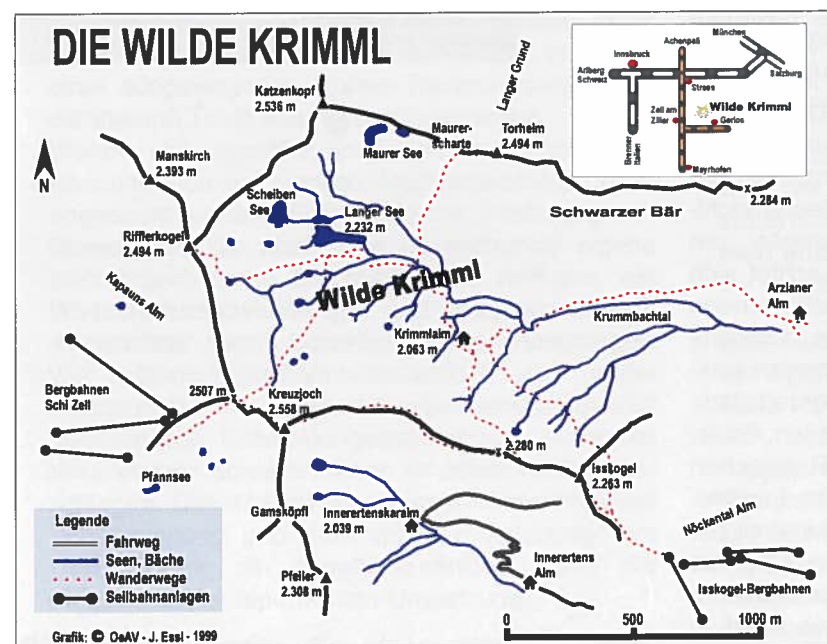 DIE WILDE KRIMML
N
Katzenkopf
2.536 m
Langer Grund
Maurer-
scharte
Torhelm
2.494 m
Maurer See
Manskirch
2.393 m
Scheiben
See
Langer See
2.232 m
Schwarzer Bär
2.284 m
Rifflerkogel
2.494 m
Wilde Krimml
Kapauns Alm
Krimmlalm
2.063 m
Krummbachtal
Arzlaner
Alm
Bergbahnen
Schi Zell
2507 m
Kreuzjoch
2.558 m
2.280 m
Isskogel
2.263 m
Pfannsee
Gamsköpfl
Innertenskaralm
2.039 m
Nöckental Alm
Pfeiler
2.308 m
Innertens
Alm
Isskogel-Bergbahnen
Legende
Fahrweg
Seen, Bäche
Wanderwege
Seilbahnanlagen
0
500
1000 M
Grafik: © OeAV - J. Essl - 1999
Innsbruck
Achenpaß
München
Arlberg
Schweiz
Salzburg
Strass
Wilde Krimml
Zell am
Ziller
Gerlos
Brenner
Italien
Mayrhofen